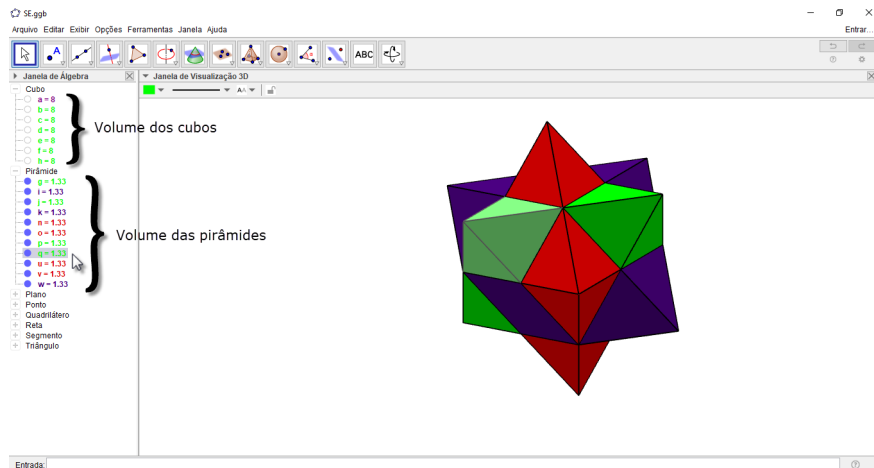 SE.ggb
Arquivo Editar Exibir Opções Ferramentas Janela Ajuda
Entrar...
ABC
Janela de Álgebra
Janela de Visualização 3D
AA
Cubo
a = 8
b = 8
c = 8
d = 8
e = 8
f = 8
h = 8
Volume dos cubos
Pirâmide
g = 1.33
i = 1.33
j = 1.33
k = 1.33
n = 1.33
o = 1.33
p = 1.33
q = 1.33
u = 1.33
v = 1.33
w = 1.33
Volume das pirâmides
Plano
Ponto
Quadrilátero
Reta
Segmento
Triângulo
Entrada: